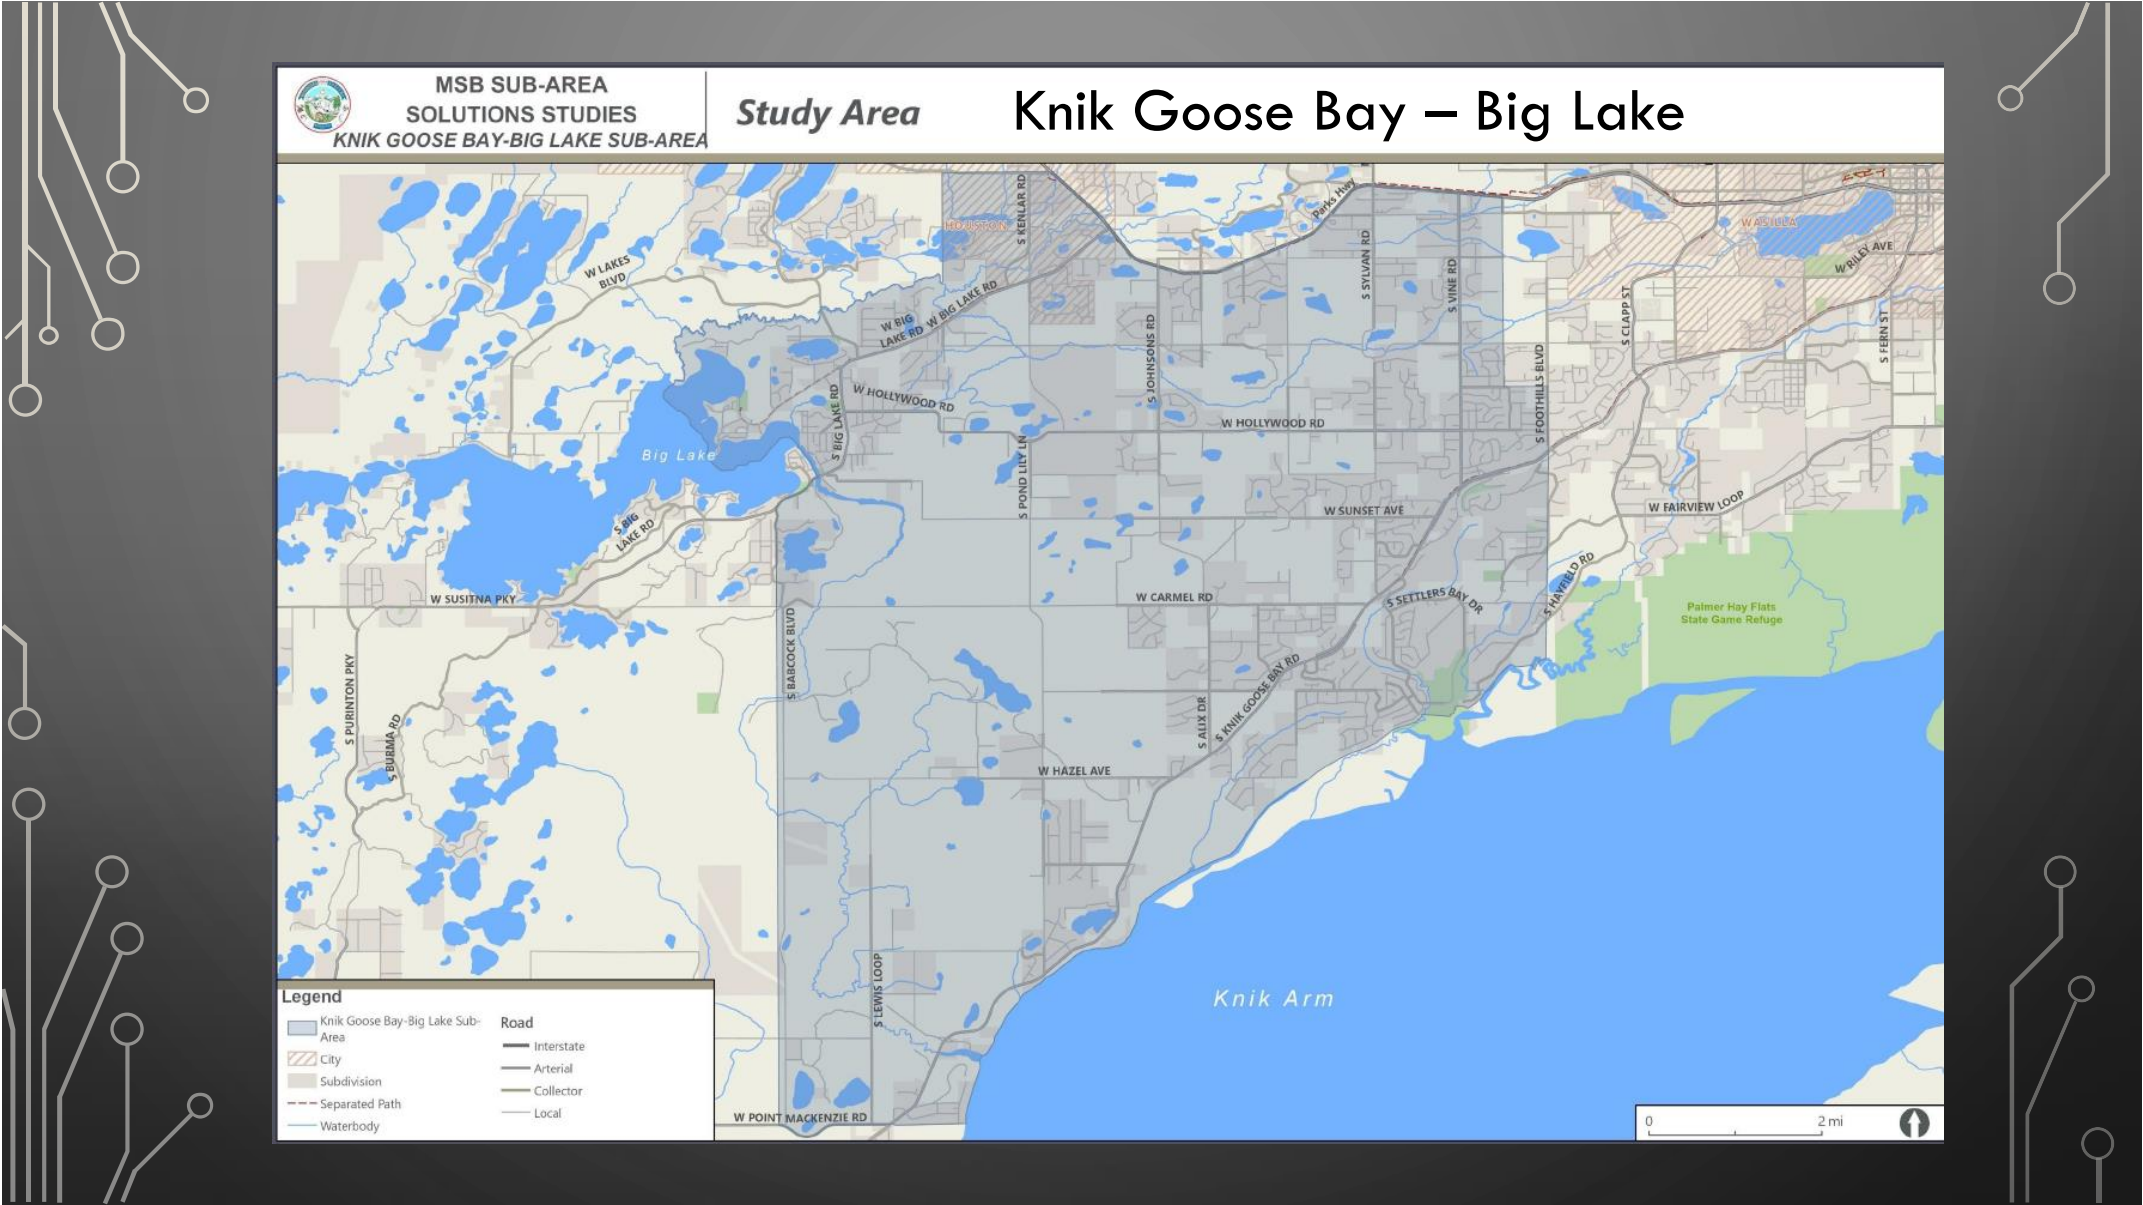 MSB SUB-AREA
SOLUTIONS STUDIES
KNIK GOOSE BAY-BIG LAKE SUB-AREA
Study Area
Knik Goose Bay – Big Lake
HOUSTON
S KENLAR RD
Parks Hwy
WASILLA
W RILEY AVE
W LAKES
BLVD
S SYLVAN RD
S VINE RD
S CLAPP ST
S FERN ST
W BIG
LAKE RD
W BIG LAKE RD
S JOHNSONS RD
S FOOTHILLS BLVD
W HOLLYWOOD RD
S BIG LAKE RD
W HOLLYWOOD RD
Big Lake
S POND LILY LN
W SUNSET AVE
W FAIRVIEW LOOP
S BIG
LAKE RD
W SUSITNA PKY
W CARMEL RD
S SETTLERS BAY DR
S HAYFIELD RD
Palmer Hay Flats
State Game Refuge
S BABCOCK BLVD
S PURINTON PKY
S BURMA RD
S ALIX DR
S KNIK GOOSE BAY RD
W HAZEL AVE
S LEWIS LOOP
Knik Arm
W POINT MACKENZIE RD
Legend
Knik Goose Bay-Big Lake Sub-
Area
City
Subdivision
Separated Path
Waterbody
Road
Interstate
Arterial
Collector
Local
0
2 mi